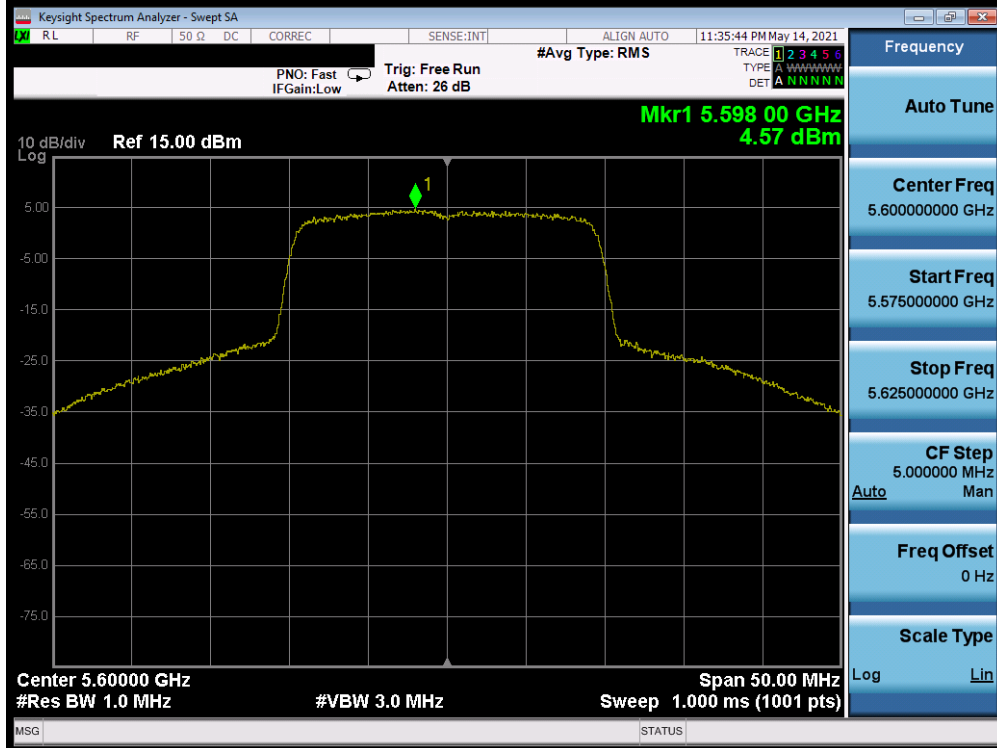 Keysight Spectrum Analyzer - Swept SA
LXI RL RF 50 Ω DC CORREC SENSE:INT ALIGN AUTO 11:35:44 PM May 14, 2021
#Avg Type: RMS
TRACE 1 2 3 4 5 6
TYPE A W W W W W
DET A N N N N N
PNO: Fast
IFGain:Low
Trig: Free Run
Atten: 26 dB
Mkr1 5.598 00 GHz
4.57 dBm
10 dB/div
Log
Ref 15.00 dBm
1
5.00
-5.00
-15.0
-25.0
-35.0
-45.0
-55.0
-65.0
-75.0
Center 5.60000 GHz
Span 50.00 MHz
#Res BW 1.0 MHz
#VBW 3.0 MHz
Sweep 1.000 ms (1001 pts)
MSG
STATUS
Frequency
Auto Tune
Center Freq
5.600000000 GHz
Start Freq
5.575000000 GHz
Stop Freq
5.625000000 GHz
CF Step
5.000000 MHz
Auto Man
Freq Offset
0 Hz
Scale Type
Log Lin